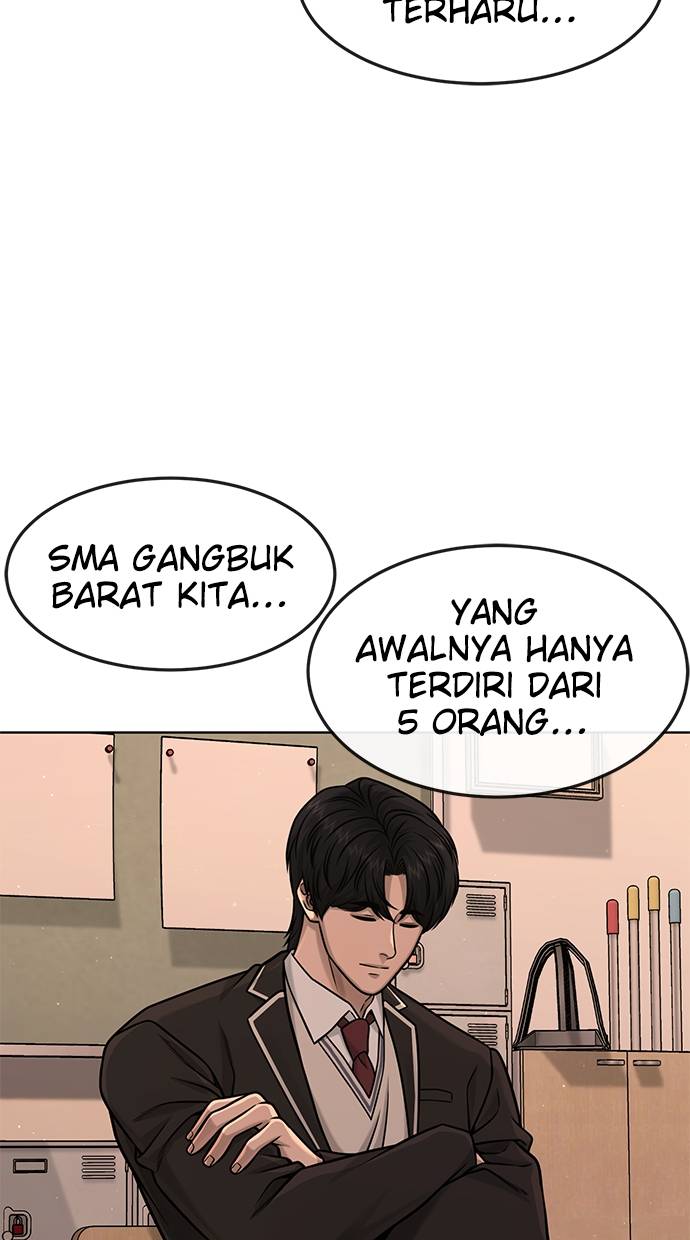 TERHARU...
SMA GANGBUK
BARAT KITA...
YANG
AWALNYA HANYA
TERDIRI DARI
5 ORANG...